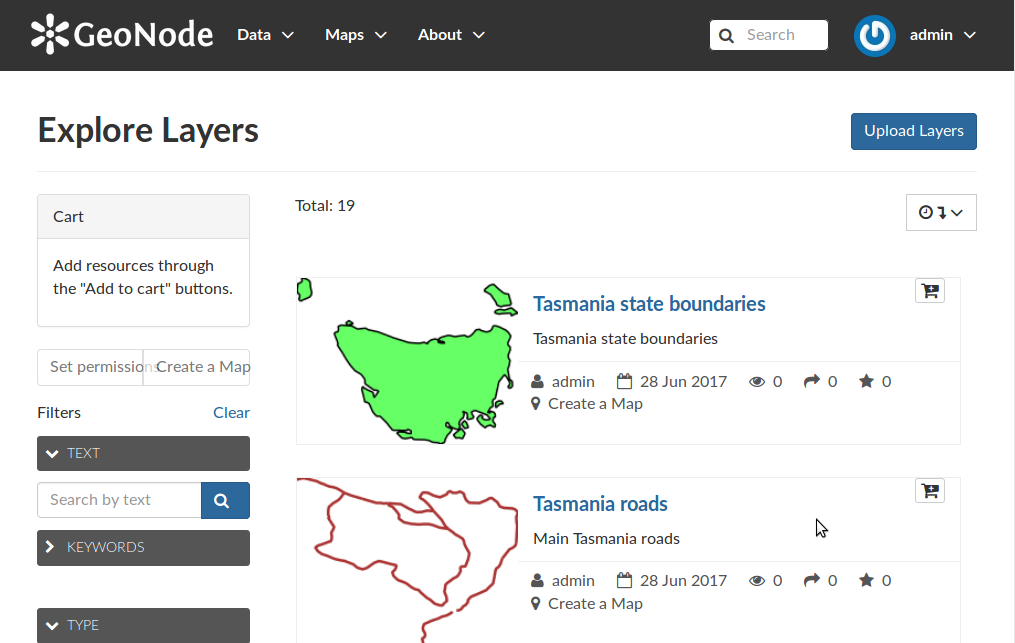 GeoNode Data Maps About Search admin
Explore Layers
Upload Layers
Cart
Total: 19
Add resources through
the "Add to cart" buttons.
Set permissions Create a Map
Filters Clear
TEXT
Search by text
KEYWORDS
TYPE
Tasmania state boundaries
Tasmania state boundaries
admin 28 Jun 2017 0 0 0
Create a Map
Tasmania roads
Main Tasmania roads
admin 28 Jun 2017 0 0 0
Create a Map